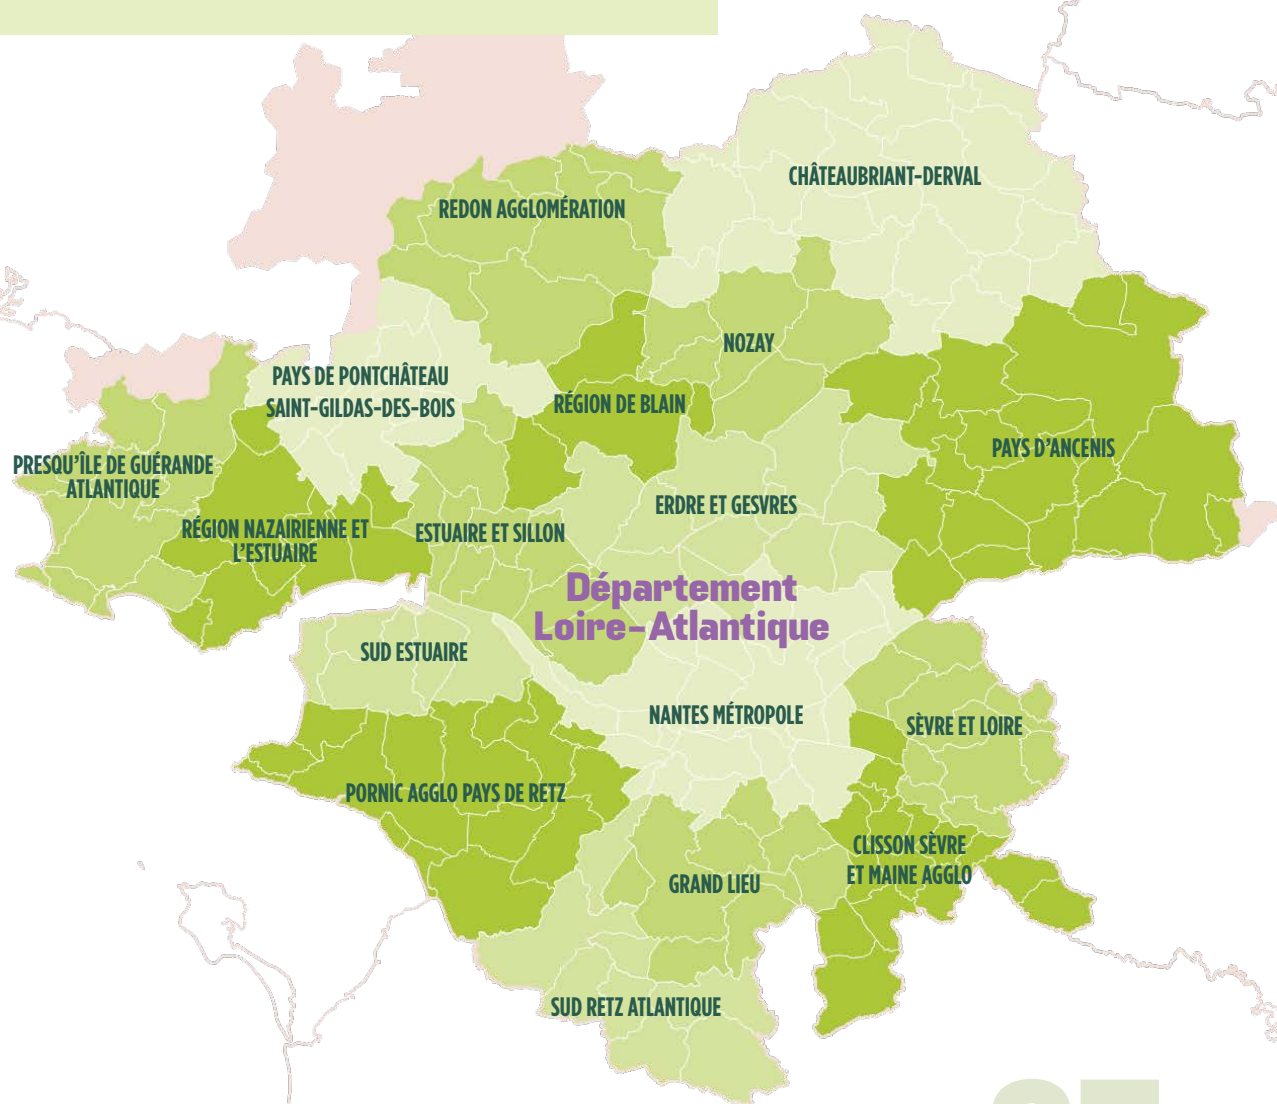 CHÂTEAUBRIANT-DERVAL
REDON AGGLOMÉRATION
NOZAY
PAYS DE PONTCHÂTEAU
SAINT-GILDAS-DES-BOIS
RÉGION DE BLAIN
PAYS D'ANCENIS
PRESQU'ÎLE DE GUÉRANDE
ATLANTIQUE
ERDRE ET GESVRES
RÉGION NAZAIRIENNE ET
L'ESTUAIRE
ESTUAIRE ET SILLON
Département
Loire-Atlantique
SUD ESTUAIRE
NANTES MÉTROPOLE
SÈVRE ET LOIRE
PORNIC AGGLO PAYS DE RETZ
CLISSON SÈVRE
ET MAINE AGGLO
GRAND LIEU
SUD RETZ ATLANTIQUE